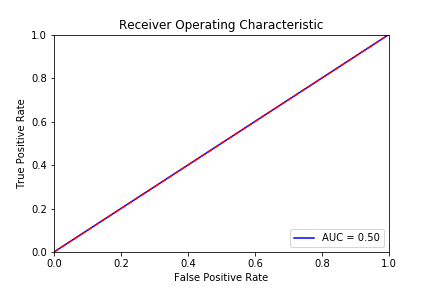 Receiver Operating Characteristic
1.0
0.8
0.6
0.4
0.2
0.0
True Positive Rate
AUC = 0.50
0.0 0.2 0.4 0.6 0.8 1.0
False Positive Rate